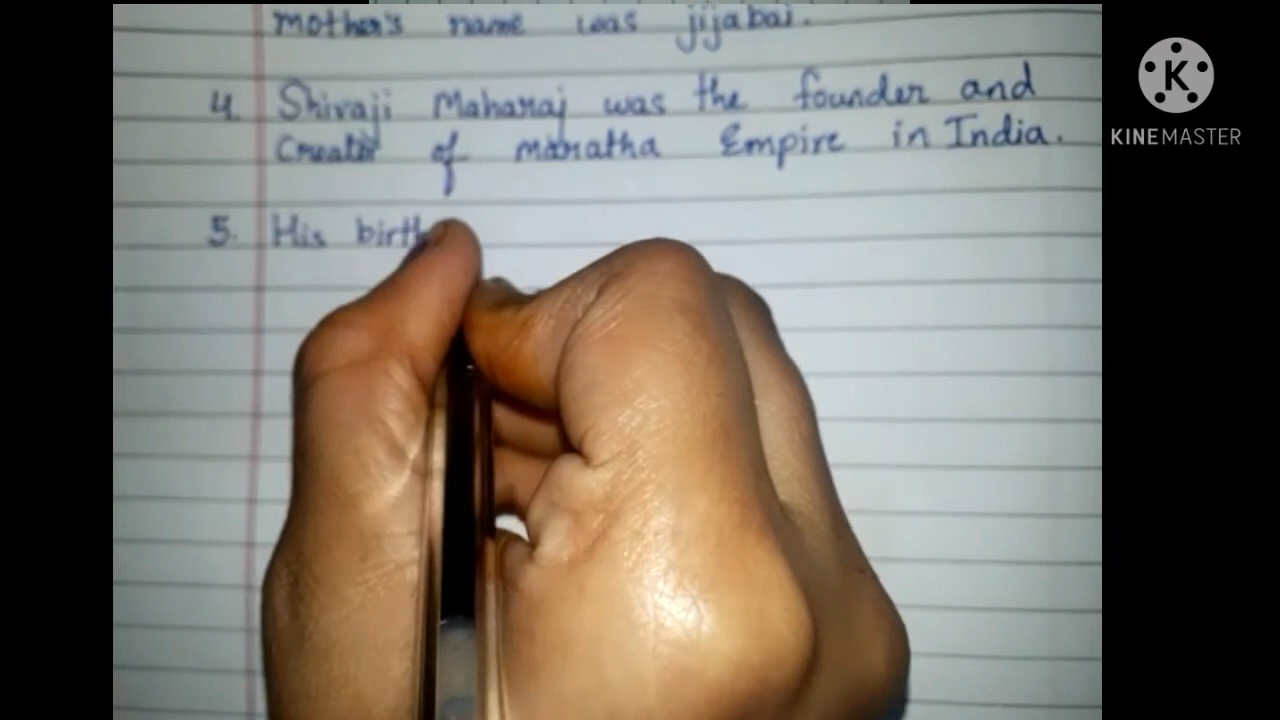 mother's name was jijabai.
4. Shivaji Maharaj was the founder and
Creator of maratha Empire in India.
5. His birth
K
KINEMASTER